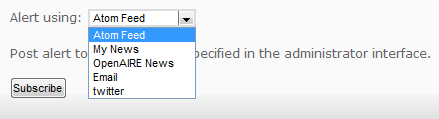 Alert using: Atom Feed
Atom Feed
My News
Post alert to
OpenAIRE News
specified in the administrator interface.
Email
twitter
Subscribe